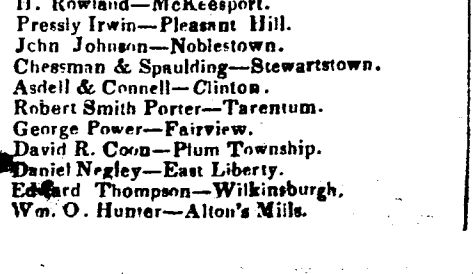 H. Rowland—McKeesport.
Pressly Irwin—Pleasant Hill.
John Johnson—Noblestown.
Chessman & Spaulding—Stewartstown.
Asdell & Connell—Clinton.
Robert Smith Porter—Tarentum.
George Power—Fairview.
David R. Coon—Plum Township.
Daniel Negley—East Liberty.
Edward Thompson—Wilkinsburgh.
Wm. O. Hunter—Alton's Mills.